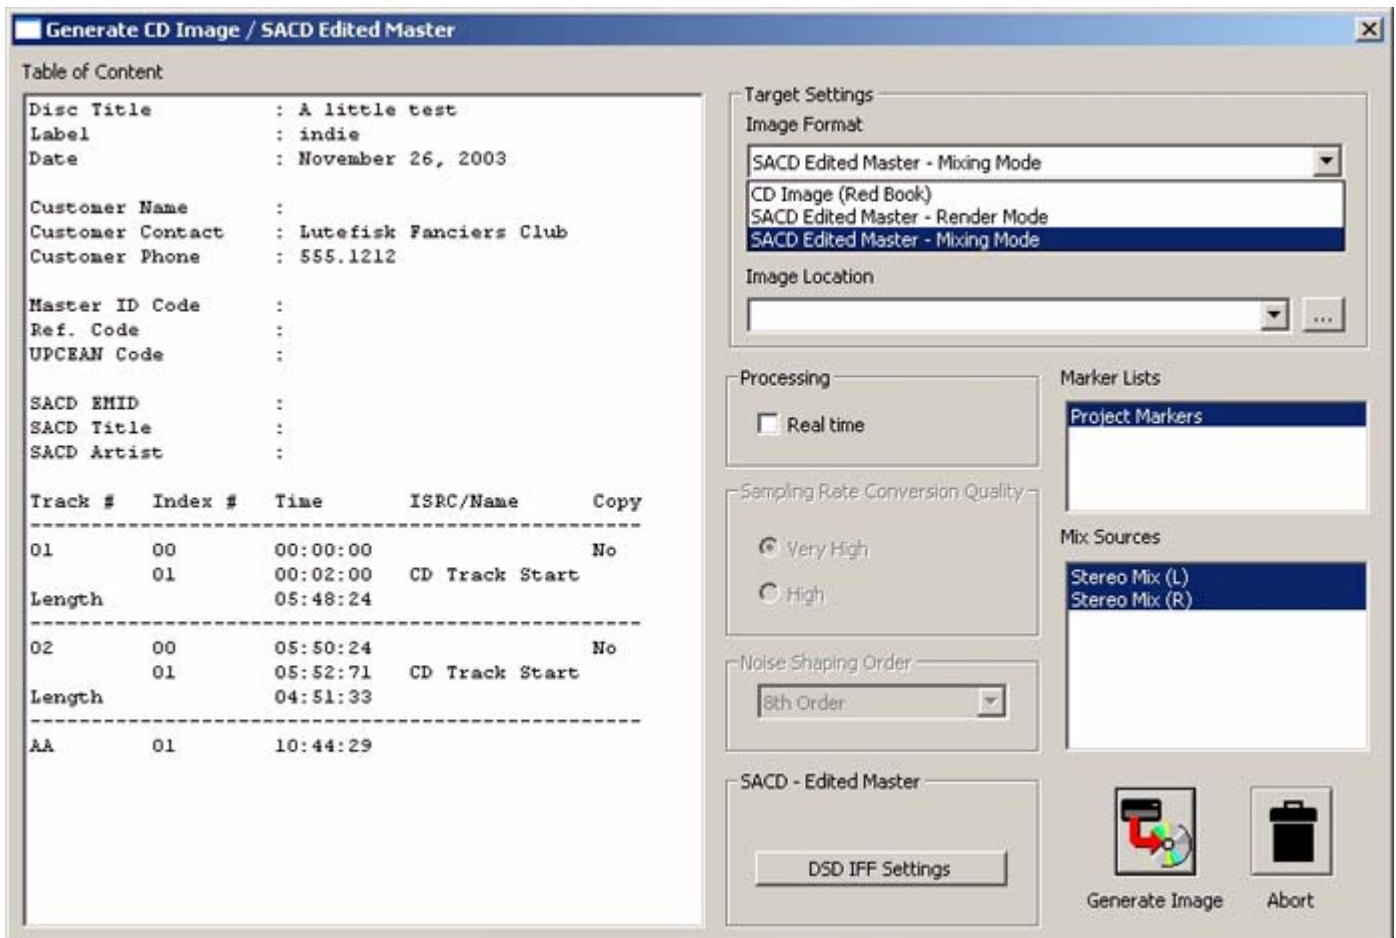 Generate CD Image / SACD Edited Master
Table of Content
Disc Title : A little test
Label : indie
Date : November 26, 2003
Customer Name :
Customer Contact : Lutefisk Fanciers Club
Customer Phone : 555.1212
Master ID Code :
Ref. Code :
UPCEAN Code :
SACD EMID :
SACD Title :
SACD Artist :
Track # Index # Time ISRC/Name Copy
--------------------------------------------------
01 00 00:00:00 No
01 00:02:00 CD Track Start
Length 05:48:24
--------------------------------------------------
02 00 05:50:24 No
01 05:52:71 CD Track Start
Length 04:51:33
--------------------------------------------------
AA 01 10:44:29
Target Settings
Image Format
SACD Edited Master - Mixing Mode
CD Image (Red Book)
SACD Edited Master - Render Mode
SACD Edited Master - Mixing Mode
Image Location
...
Processing
Real time
Marker Lists
Project Markers
Sampling Rate Conversion Quality
Very High
High
Mix Sources
Stereo Mix (L)
Stereo Mix (R)
Noise Shaping Order
8th Order
SACD - Edited Master
DSD IFF Settings
Generate Image
Abort